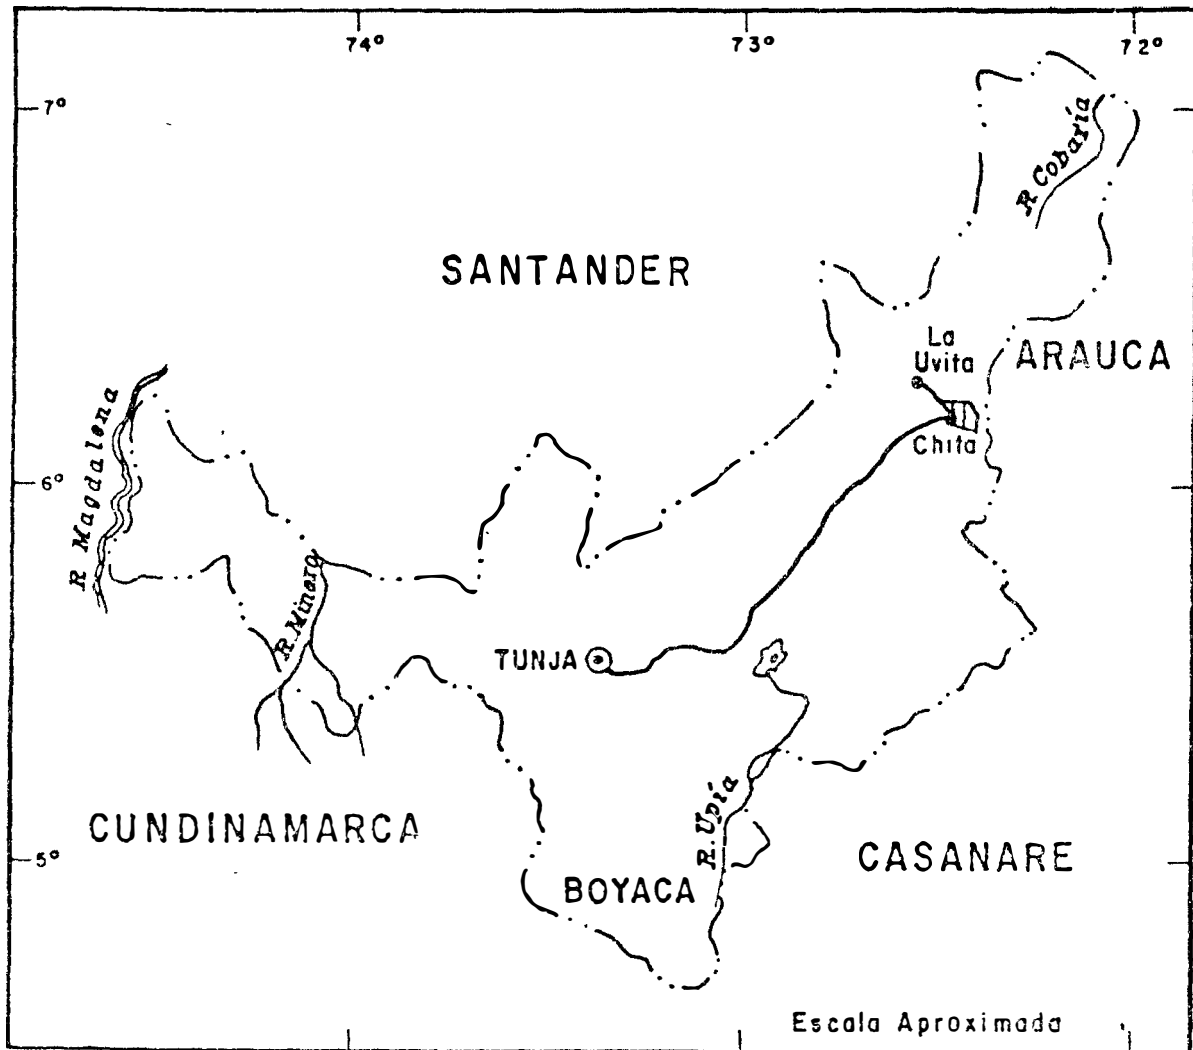 74°
73°
72°
7°
R Cobaría
SANTANDER
La
Uvita
ARAUCA
Chita
R Magdalena
6°
R Minero
TUNJA
R. Upía
CUNDINAMARCA
5°
CASANARE
BOYACA
Escala Aproximada